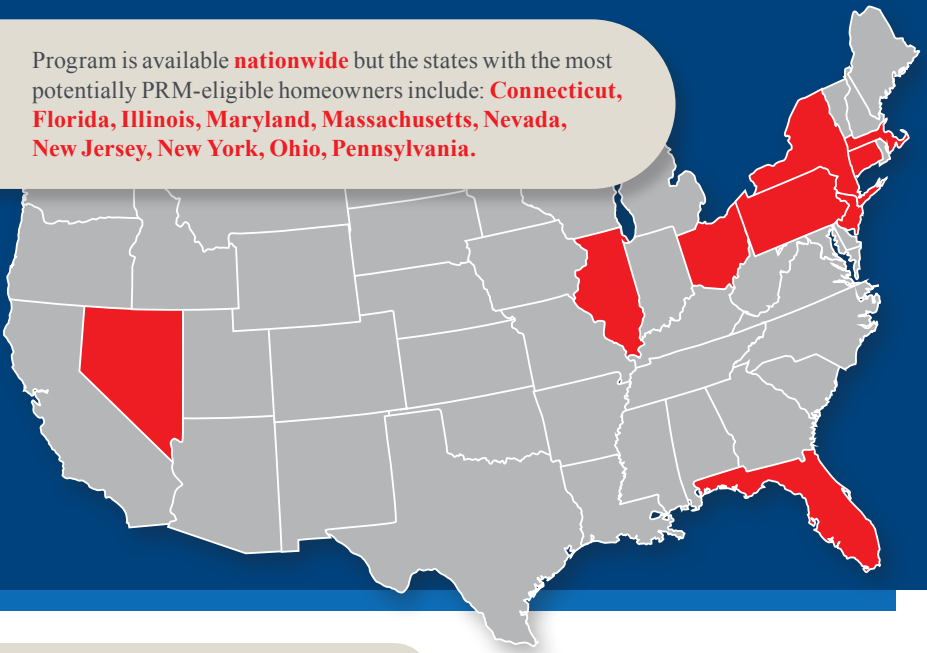 Program is available nationwide but the states with the most
potentially PRM-eligible homeowners include: Connecticut,
Florida, Illinois, Maryland, Massachusetts, Nevada,
New Jersey, New York, Ohio, Pennsylvania.